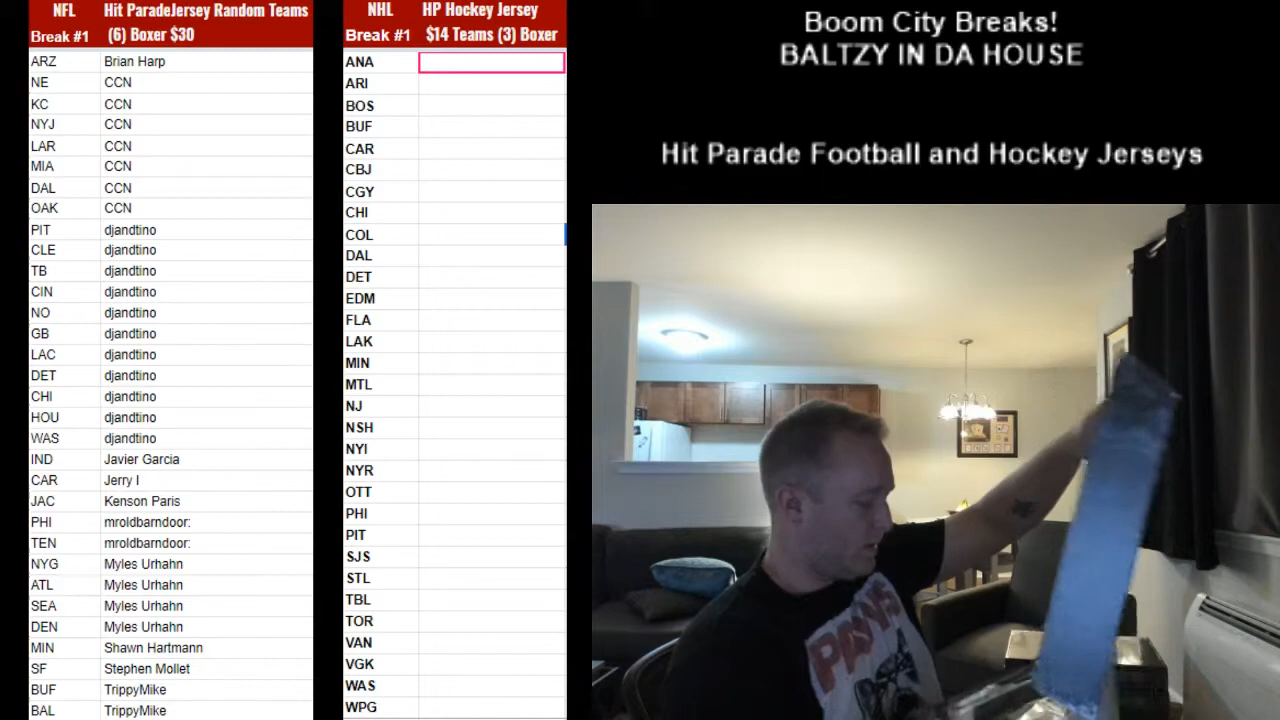 NFL Hit ParadeJersey Random Teams
Break #1 (6) Boxer $30
ARZ Brian Harp
NE CCN
KC CCN
NYJ CCN
LAR CCN
MIA CCN
DAL CCN
OAK CCN
PIT djandtino
CLE djandtino
TB djandtino
CIN djandtino
NO djandtino
GB djandtino
LAC djandtino
DET djandtino
CHI djandtino
HOU djandtino
WAS djandtino
IND Javier Garcia
CAR Jerry I
JAC Kenson Paris
PHI mroldbarndoor:
TEN mroldbarndoor:
NYG Myles Urhahn
ATL Myles Urhahn
SEA Myles Urhahn
DEN Myles Urhahn
MIN Shawn Hartmann
SF Stephen Mollet
BUF TrippyMike
BAL TrippyMike
NHL HP Hockey Jersey
Break #1 $14 Teams (3) Boxer
ANA
ARI
BOS
BUF
CAR
CBJ
CGY
CHI
COL
DAL
DET
EDM
FLA
LAK
MIN
MTL
NJ
NSH
NYI
NYR
OTT
PHI
PIT
SJS
STL
TBL
TOR
VAN
VGK
WAS
WPG
Boom City Breaks!
BALTZY IN DA HOUSE
Hit Parade Football and Hockey Jerseys